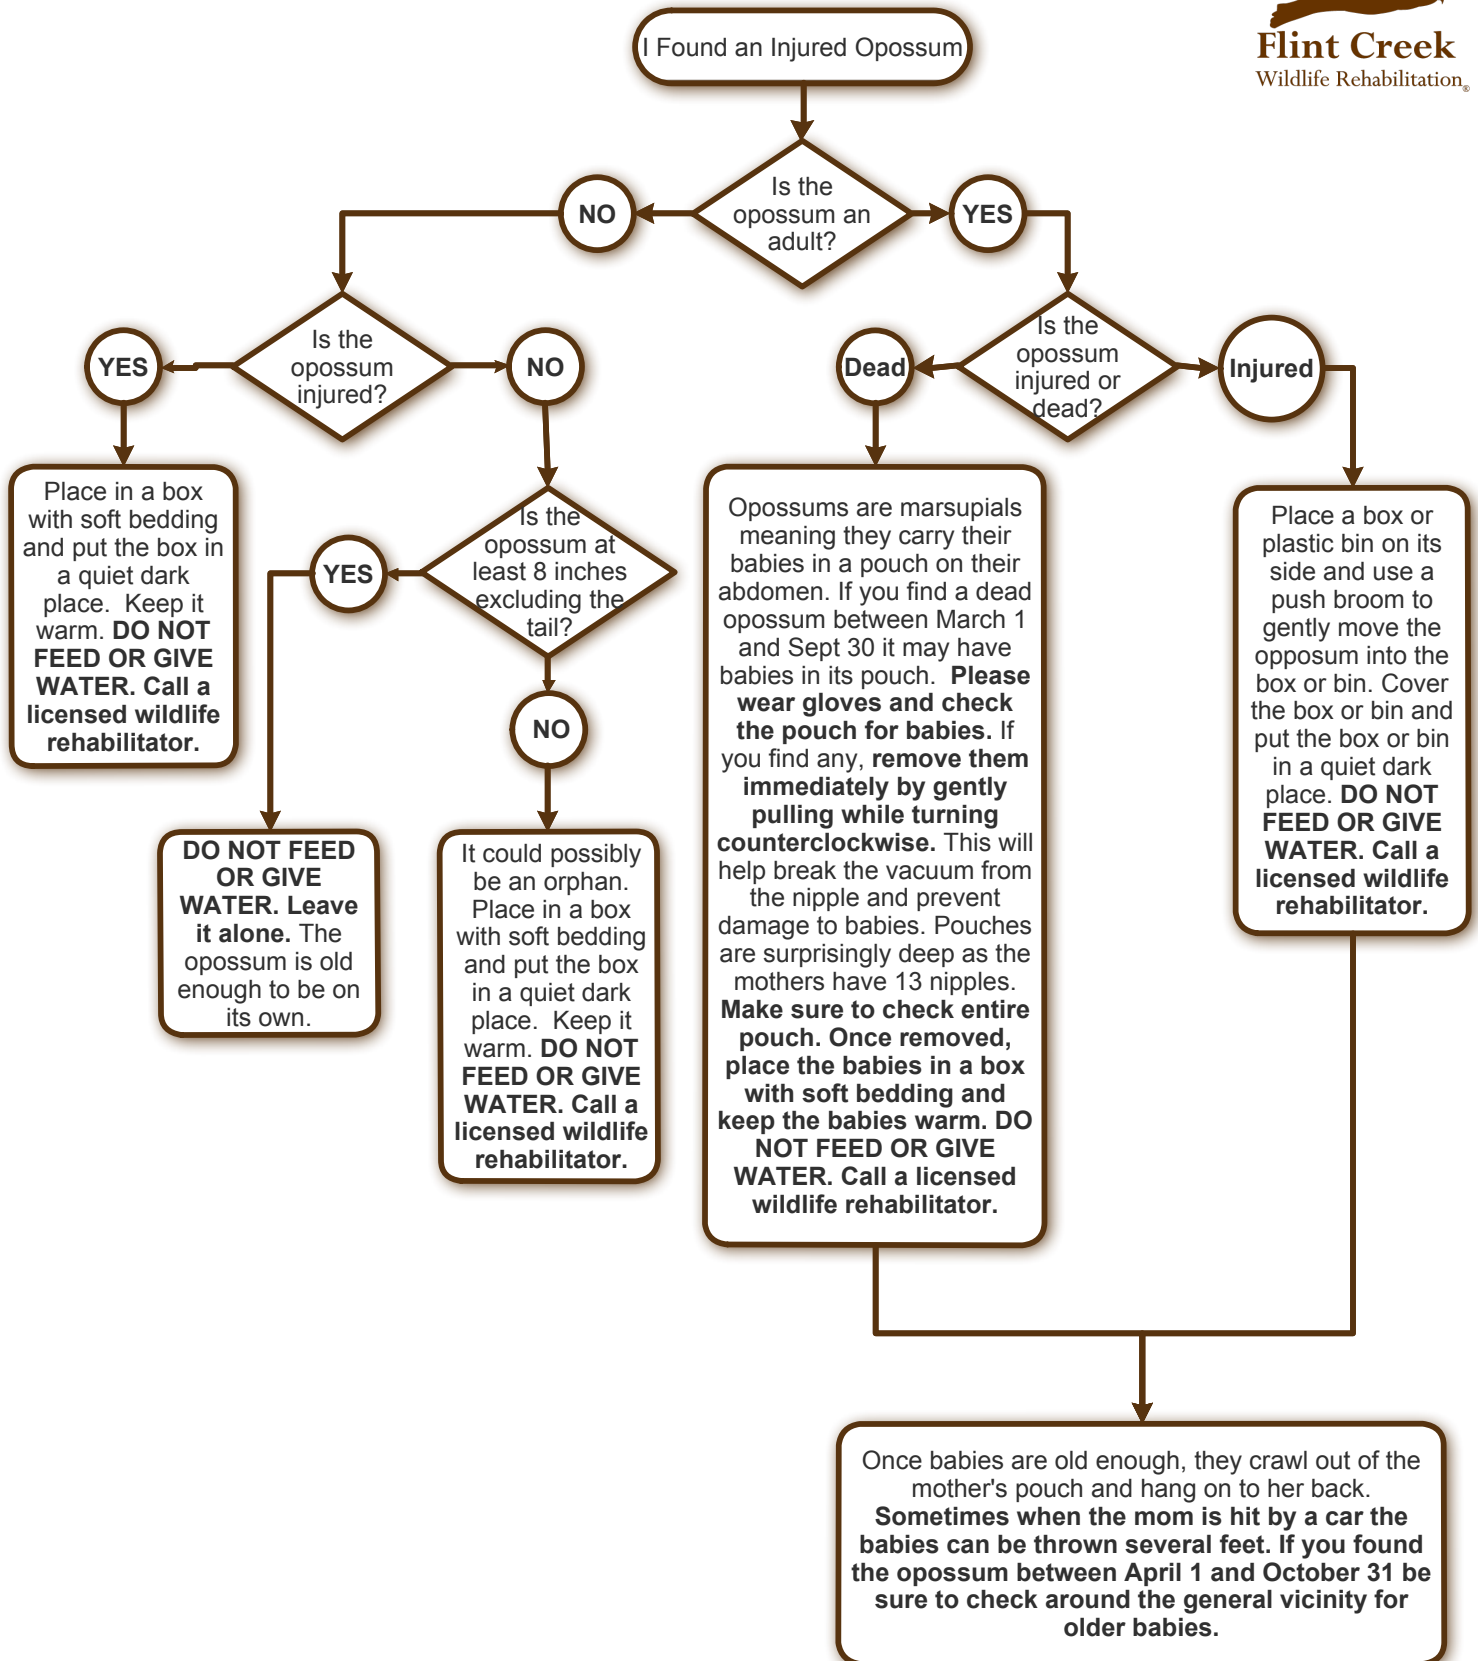 Flint Creek
Wildlife Rehabilitation®
I Found an Injured Opossum
Is the
opossum an
adult?
NO
YES
Is the
opossum
injured?
YES
NO
Is the
opossum
injured or
dead?
Dead
Injured
Place in a box
with soft bedding
and put the box in
a quiet dark
place.  Keep it
warm. DO NOT
FEED OR GIVE
WATER. Call a
licensed wildlife
rehabilitator.
Is the
opossum at
least 8 inches
excluding the
tail?
YES
NO
DO NOT FEED
OR GIVE
WATER. Leave
it alone. The
opossum is old
enough to be on
its own.
It could possibly
be an orphan.
Place in a box
with soft bedding
and put the box
in a quiet dark
place.  Keep it
warm. DO NOT
FEED OR GIVE
WATER. Call a
licensed wildlife
rehabilitator.
Opossums are marsupials
meaning they carry their
babies in a pouch on their
abdomen. If you find a dead
opossum between March 1
and Sept 30 it may have
babies in its pouch.  Please
wear gloves and check
the pouch for babies. If
you find any, remove them
immediately by gently
pulling while turning
counterclockwise. This will
help break the vacuum from
the nipple and prevent
damage to babies. Pouches
are surprisingly deep as the
mothers have 13 nipples.
Make sure to check entire
pouch. Once removed,
place the babies in a box
with soft bedding and
keep the babies warm. DO
NOT FEED OR GIVE
WATER. Call a licensed
wildlife rehabilitator.
Place a box or
plastic bin on its
side and use a
push broom to
gently move the
opposum into the
box or bin. Cover
the box or bin and
put the box or bin
in a quiet dark
place. DO NOT
FEED OR GIVE
WATER. Call a
licensed wildlife
rehabilitator.
Once babies are old enough, they crawl out of the
mother's pouch and hang on to her back.
Sometimes when the mom is hit by a car the
babies can be thrown several feet. If you found
the opossum between April 1 and October 31 be
sure to check around the general vicinity for
older babies.